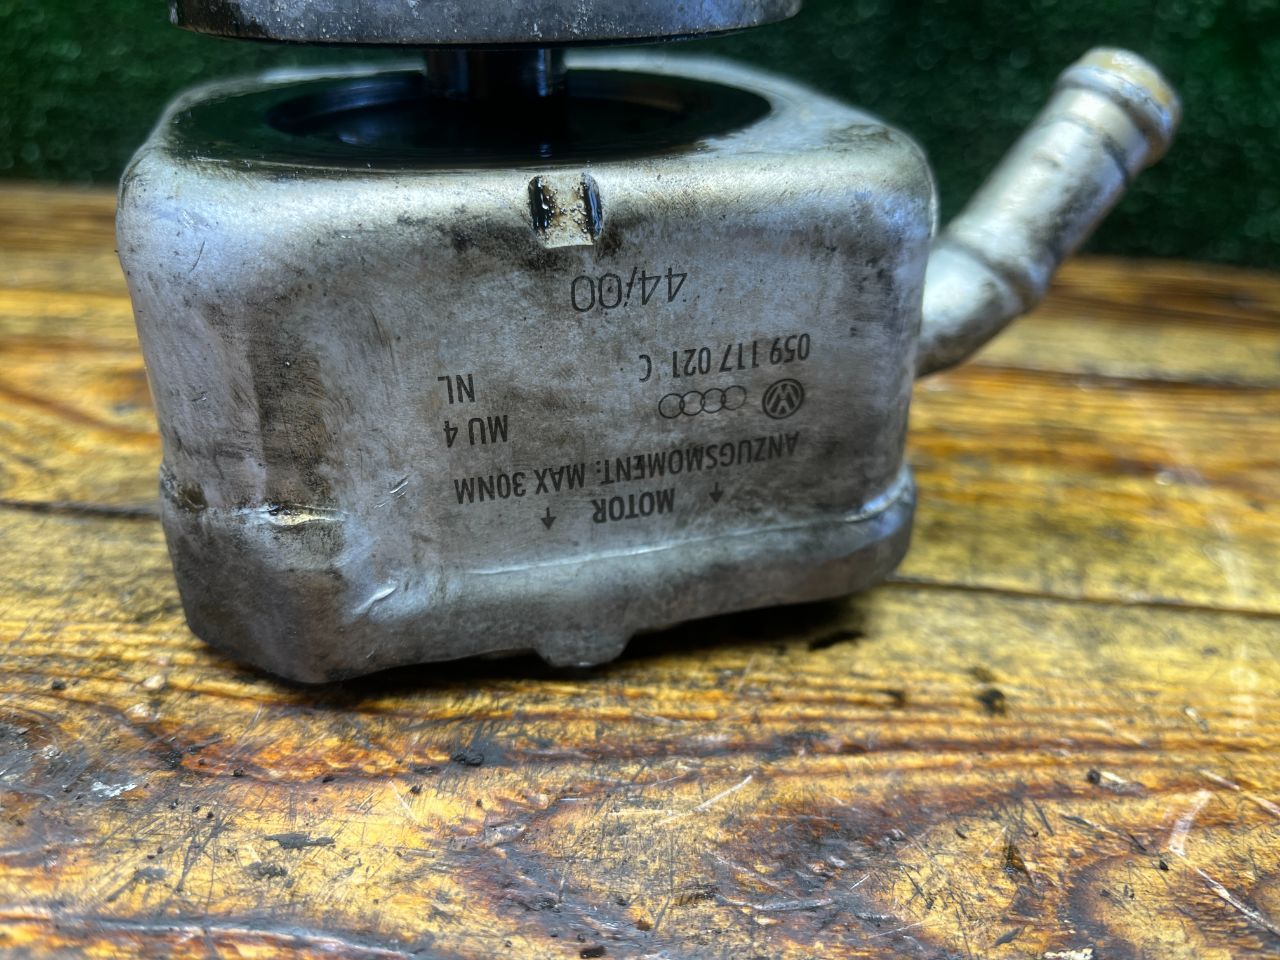 ↓ MOTOR ↓
ANZUGSMOMENT: MAX 30NM
059 117 021 C
MU 4
NL
44/00